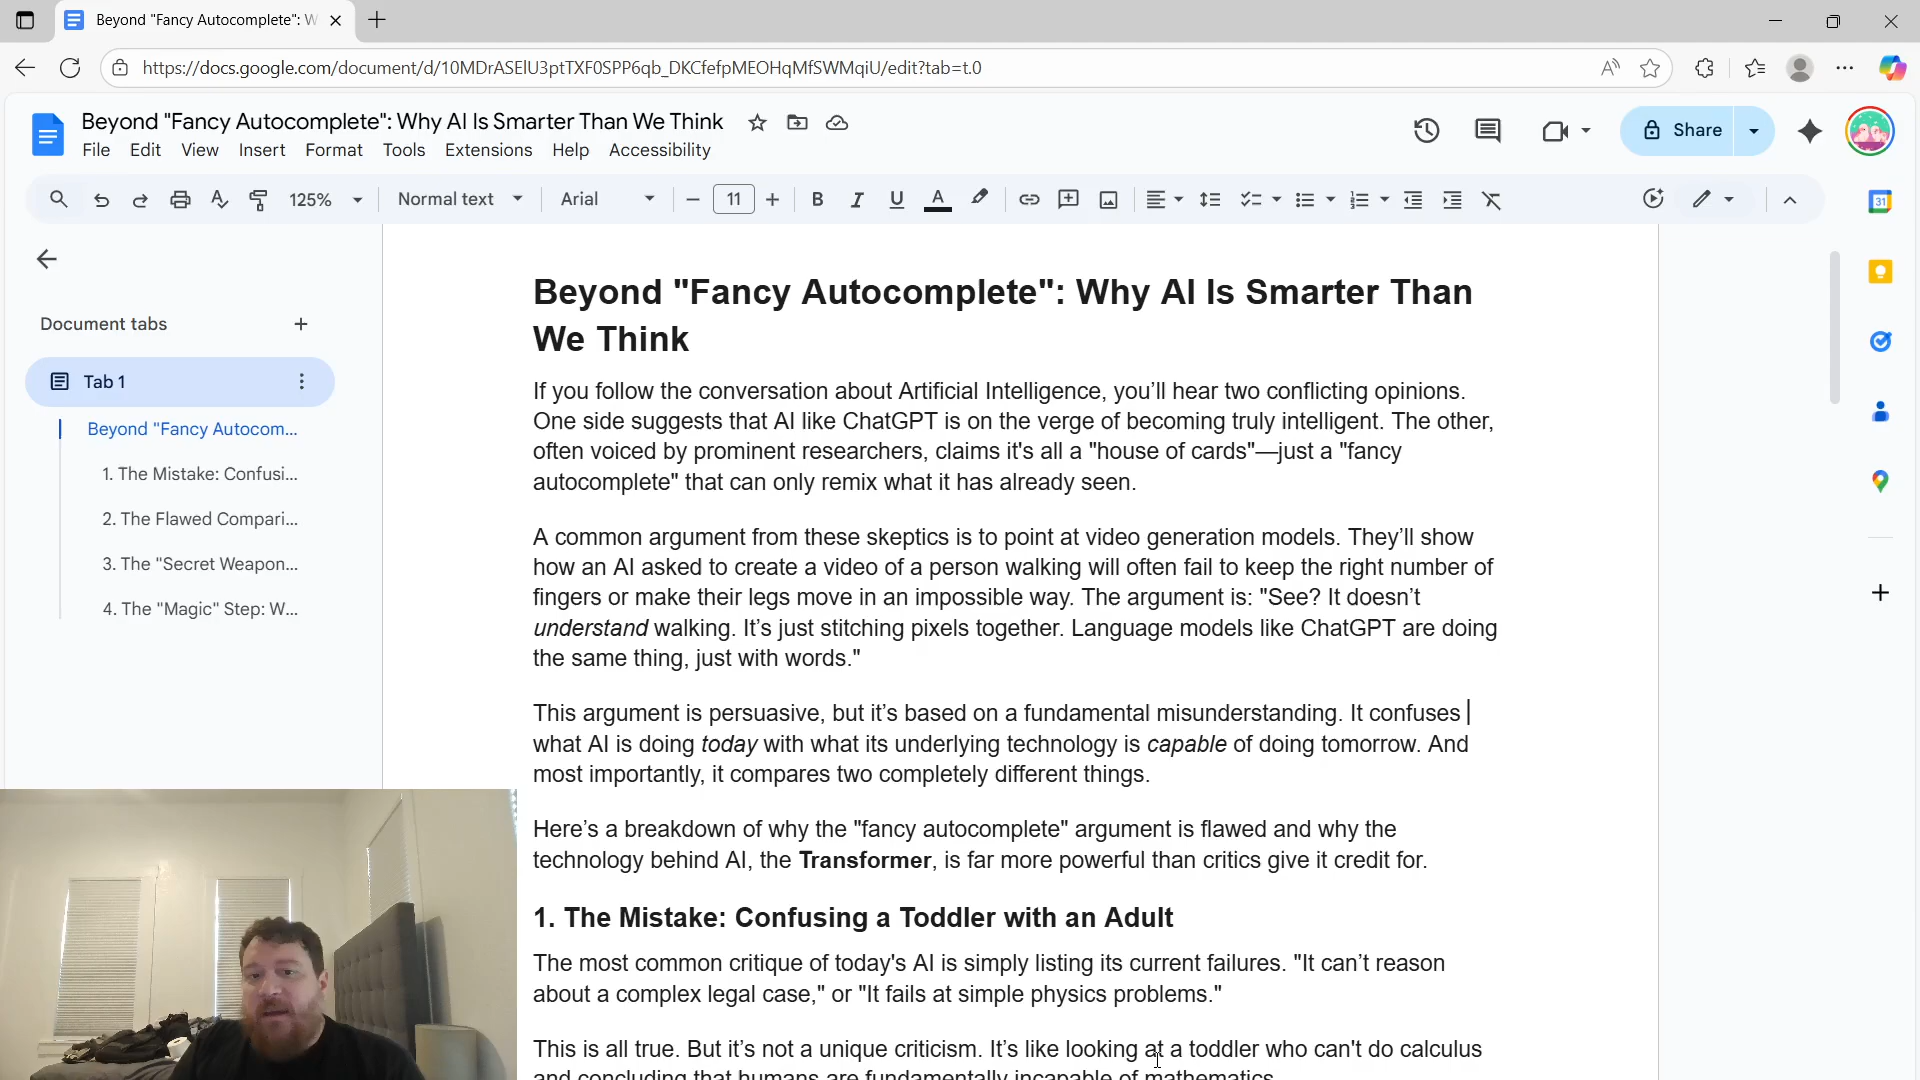 Beyond "Fancy Autocomplete": W
https://docs.google.com/document/d/10MDrASElU3ptTXF0SPP6qb_DKCfefpMEOHqMfSWMqiU/edit?tab=t.0
Beyond "Fancy Autocomplete": Why AI Is Smarter Than We Think
File Edit View Insert Format Tools Extensions Help Accessibility
Share
125% Normal text Arial 11
31
Document tabs
Tab 1
Beyond "Fancy Autocom...
1. The Mistake: Confusi...
2. The Flawed Compari...
3. The "Secret Weapon...
4. The "Magic" Step: W...
Beyond "Fancy Autocomplete": Why AI Is Smarter Than
We Think
If you follow the conversation about Artificial Intelligence, you’ll hear two conflicting opinions.
One side suggests that AI like ChatGPT is on the verge of becoming truly intelligent. The other,
often voiced by prominent researchers, claims it's all a "house of cards"—just a "fancy
autocomplete" that can only remix what it has already seen.
A common argument from these skeptics is to point at video generation models. They’ll show
how an AI asked to create a video of a person walking will often fail to keep the right number of
fingers or make their legs move in an impossible way. The argument is: "See? It doesn’t
understand walking. It’s just stitching pixels together. Language models like ChatGPT are doing
the same thing, just with words."
This argument is persuasive, but it’s based on a fundamental misunderstanding. It confuses
what AI is doing today with what its underlying technology is capable of doing tomorrow. And
most importantly, it compares two completely different things.
Here’s a breakdown of why the "fancy autocomplete" argument is flawed and why the
technology behind AI, the Transformer, is far more powerful than critics give it credit for.
1. The Mistake: Confusing a Toddler with an Adult
The most common critique of today's AI is simply listing its current failures. "It can’t reason
about a complex legal case," or "It fails at simple physics problems."
This is all true. But it’s not a unique criticism. It’s like looking at a toddler who can't do calculus
and concluding that humans are fundamentally incapable of mathematics.